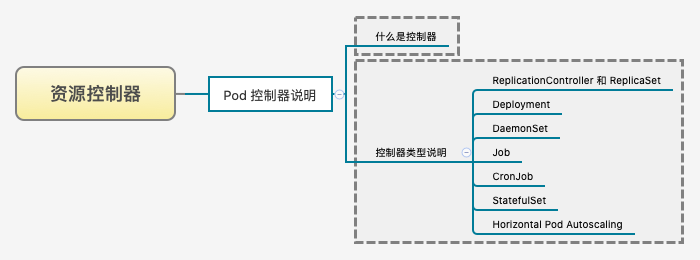 资源控制器
Pod 控制器说明
什么是控制器
控制器类型说明
ReplicationController 和 ReplicaSet
Deployment
DaemonSet
Job
CronJob
StatefulSet
Horizontal Pod Autoscaling